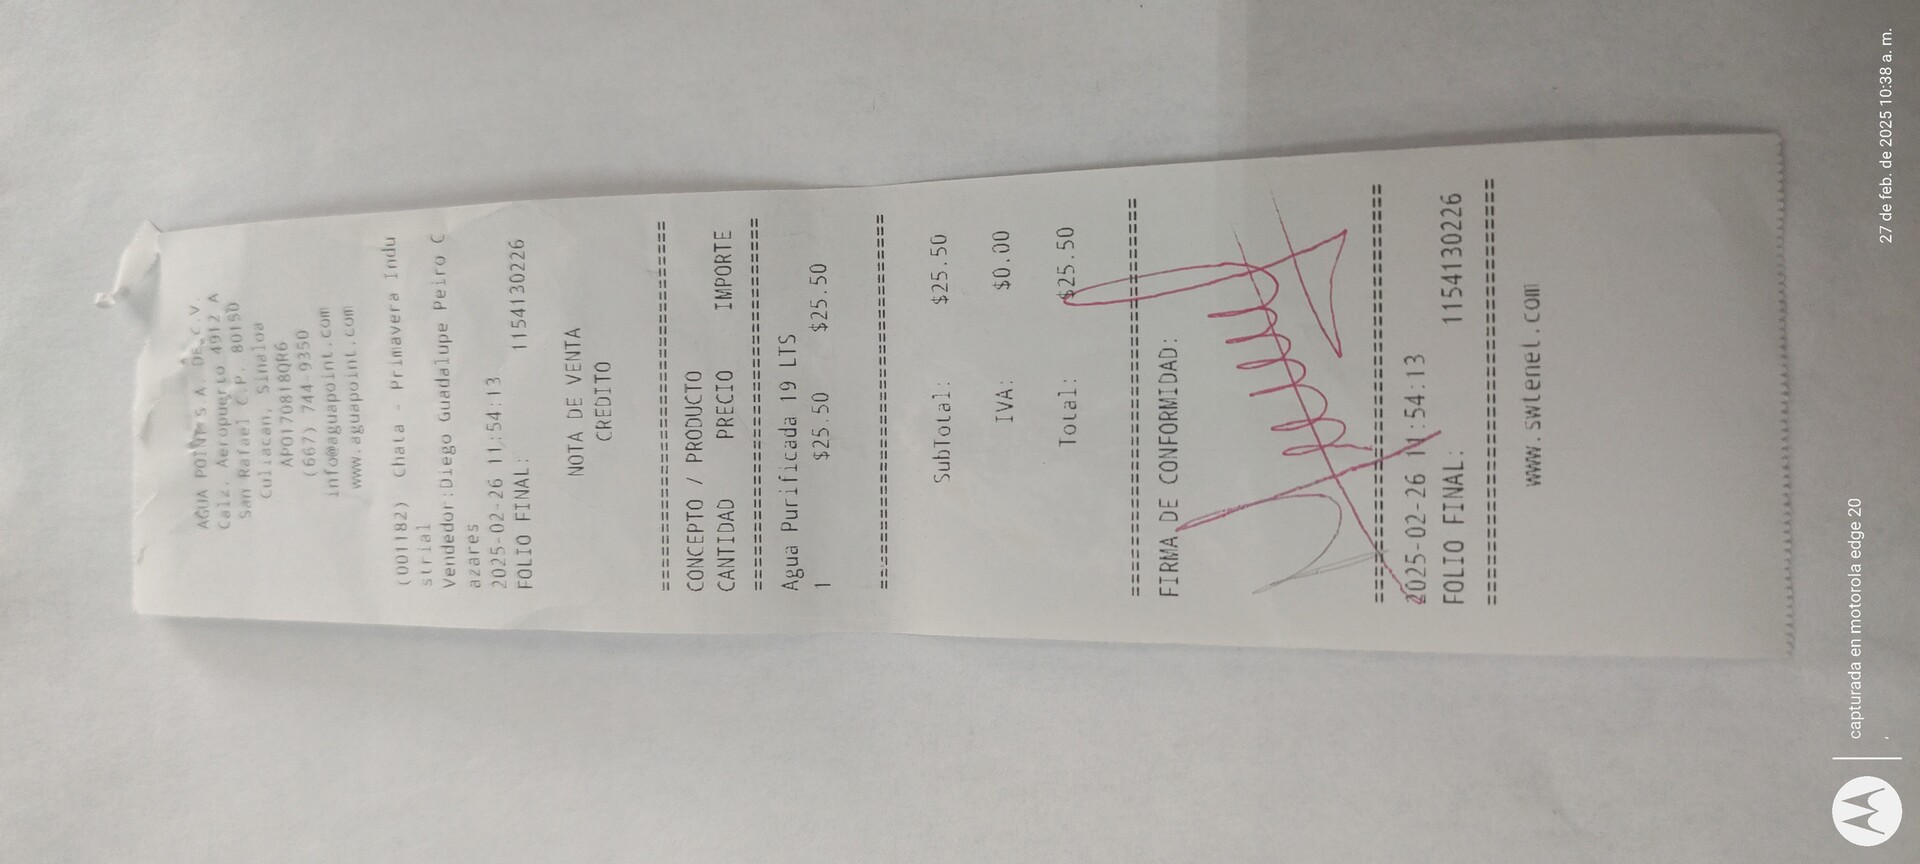 AGUA POINT S.A. DE C.V.
Calz. Aeropuerto 4912 A
San Rafael C.P. 80150
Culiacan, Sinaloa
APO170818QR6
(667) 744-9350
info@aguapoint.com
www.aguapoint.com
(001182) Chata - Primavera Indu
strial
Vendedor:Diego Guadalupe Peiro C
azares
2025-02-26 11:54:13
FOLIO FINAL: 1154130226
NOTA DE VENTA
CREDITO
================================
CONCEPTO / PRODUCTO
CANTIDAD PRECIO IMPORTE
================================
Agua Purificada 19 LTS
1 $25.50 $25.50
================================
SubTotal: $25.50
IVA: $0.00
Total: $25.50
================================
FIRMA DE CONFORMIDAD:
================================
2025-02-26 11:54:13
FOLIO FINAL: 1154130226
================================
www.swtenet.com
capturada en motorola edge 20
,
27 de feb. de 2025 10:38 a. m.